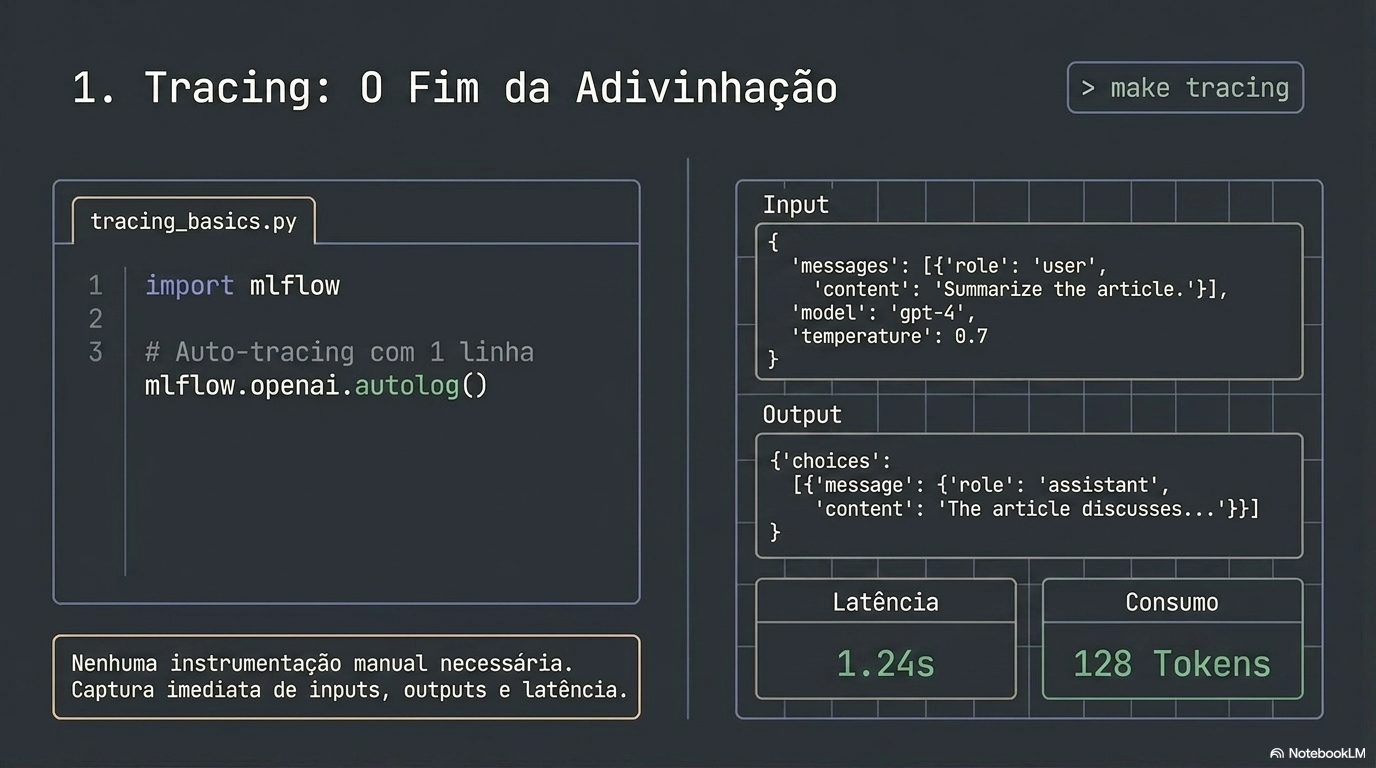 1. Tracing: O Fim da Adivinhação
> make tracing
tracing_basics.py
1 import mlflow
2
3 # Auto-tracing com 1 linha
mlflow.openai.autolog()
Nenhuma instrumentação manual necessária.
Captura imediata de inputs, outputs e latência.
Input
{
'messages': [{'role': 'user',
'content': 'Summarize the article.'}],
'model': 'gpt-4',
'temperature': 0.7
}
Output
{'choices':
[{'message': {'role': 'assistant',
'content': 'The article discusses...'}}]
}
Latência
1.24s
Consumo
128 Tokens
NotebookLM